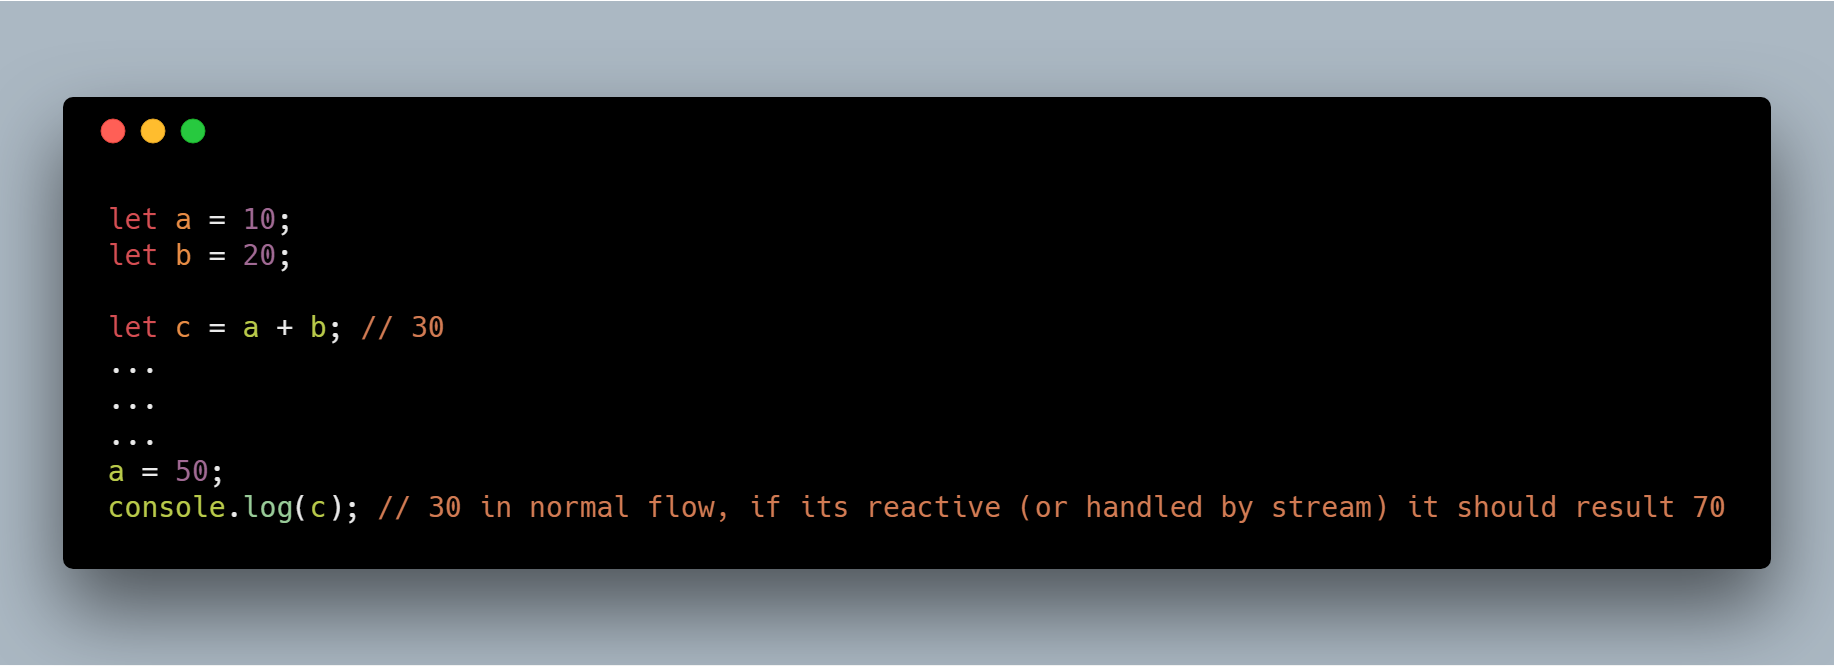 let a = 10;
let b = 20;
let c = a + b; // 30
...
...
...
a = 50;
console.log(c); // 30 in normal flow, if its reactive (or handled by stream) it should result 70